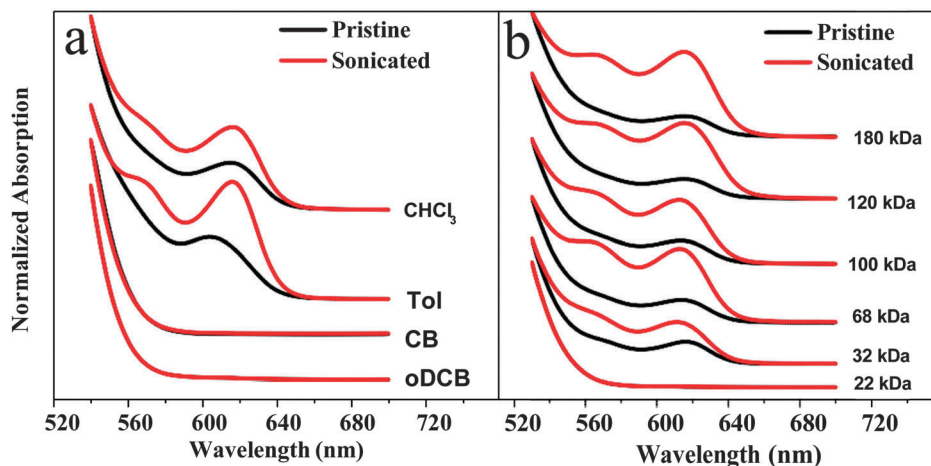 a
Pristine
Sonicated
CHCl3
Tol
CB
oDCB
520 560 600 640 680 720
Wavelength (nm)
Normalized Absorption
b
Pristine
Sonicated
180 kDa
120 kDa
100 kDa
68 kDa
32 kDa
22 kDa
520 560 600 640 680 720
Wavelength (nm)